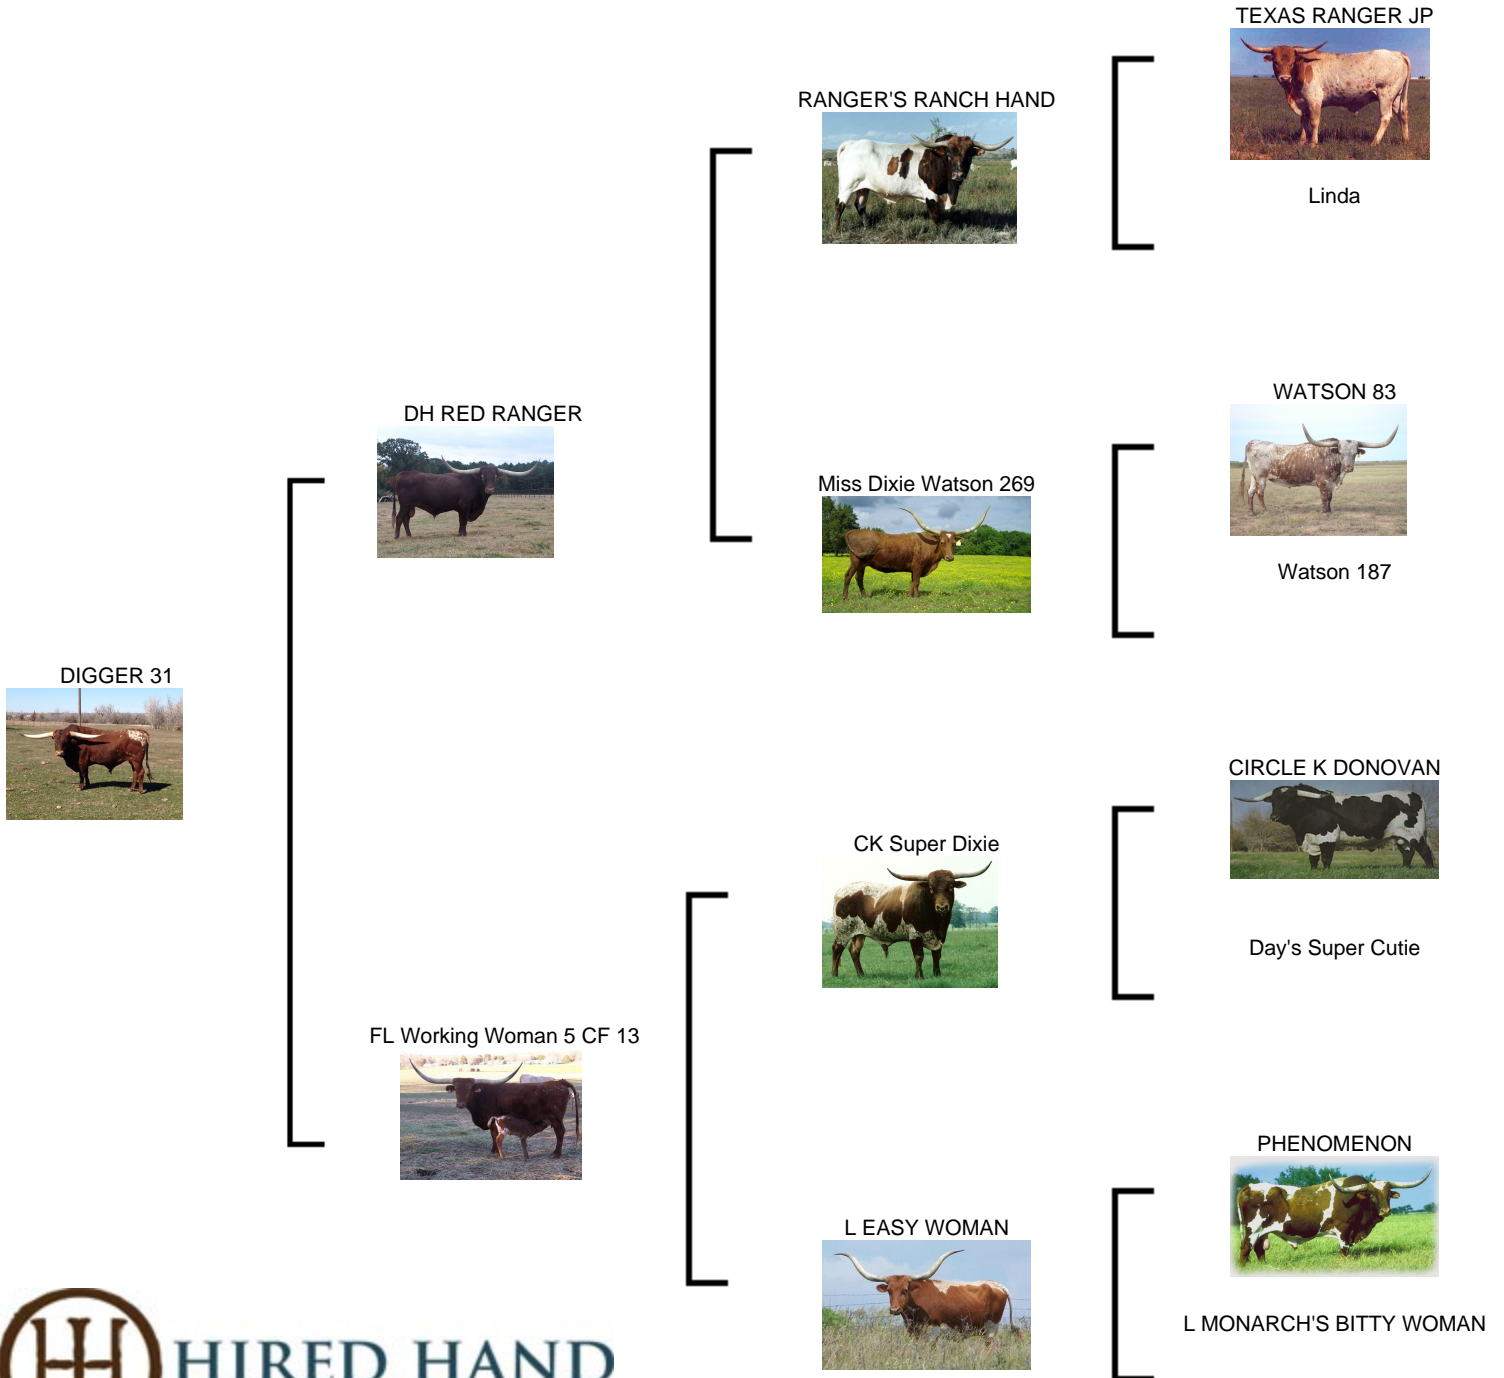 TEXAS RANGER JP
RANGER'S RANCH HAND
Linda
WATSON 83
DH RED RANGER
Miss Dixie Watson 269
Watson 187
DIGGER 31
CIRCLE K DONOVAN
CK Super Dixie
Day's Super Cutie
FL Working Woman 5 CF 13
PHENOMENON
L EASY WOMAN
L MONARCH'S BITTY WOMAN
HIRED HAND